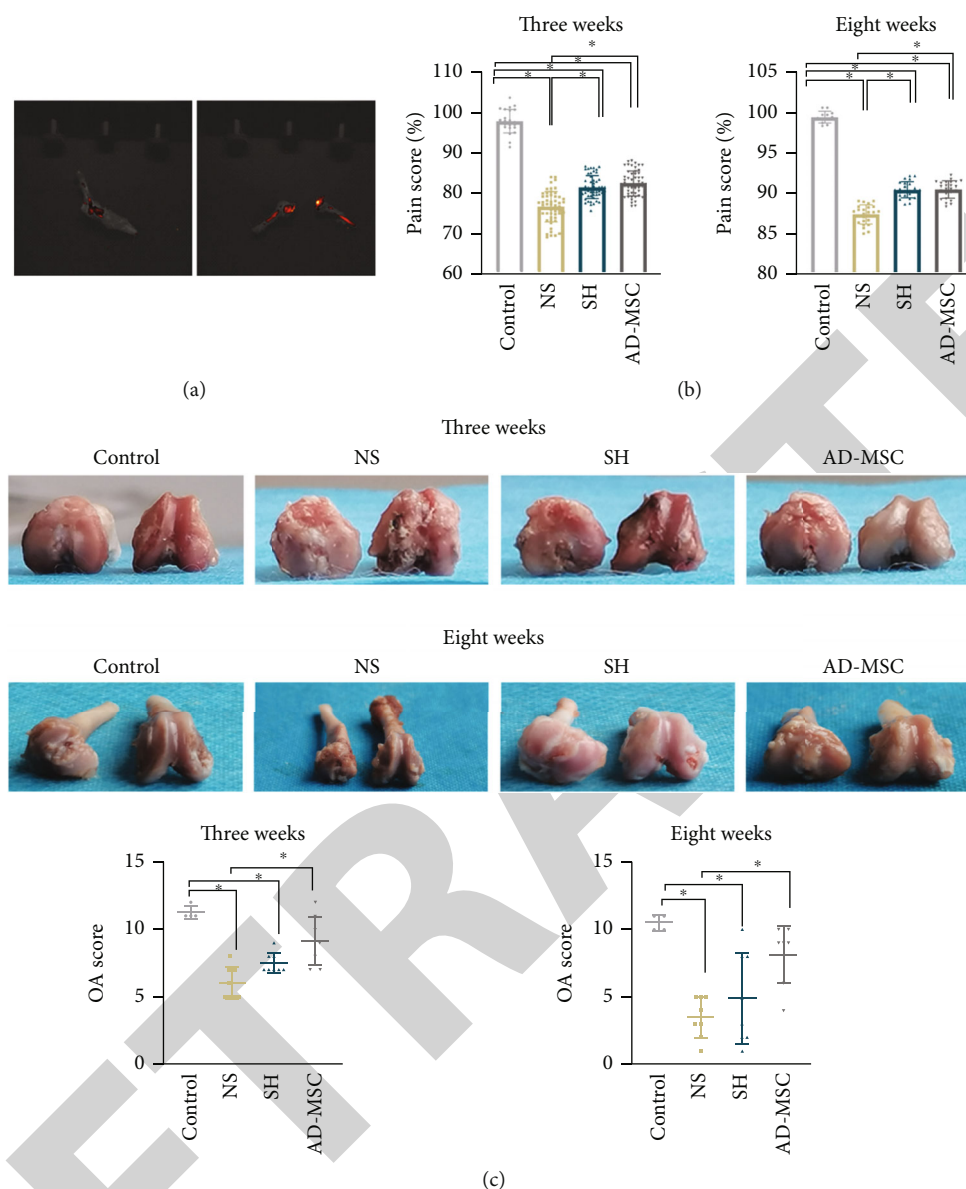 Three weeks
Eight weeks
*
*
*
*
*
*
*
*
*
*
*
*
Pain score (%)
110
100
90
80
70
60
Control
NS
SH
AD-MSC
Pain score (%)
105
100
95
90
85
80
Control
NS
SH
AD-MSC
(a)
(b)
Three weeks
Control
NS
SH
AD-MSC
Eight weeks
Control
NS
SH
AD-MSC
Three weeks
*
*
*
OA score
15
10
5
0
Control
NS
SH
AD-MSC
Eight weeks
*
*
*
OA score
15
10
5
0
Control
NS
SH
AD-MSC
(c)